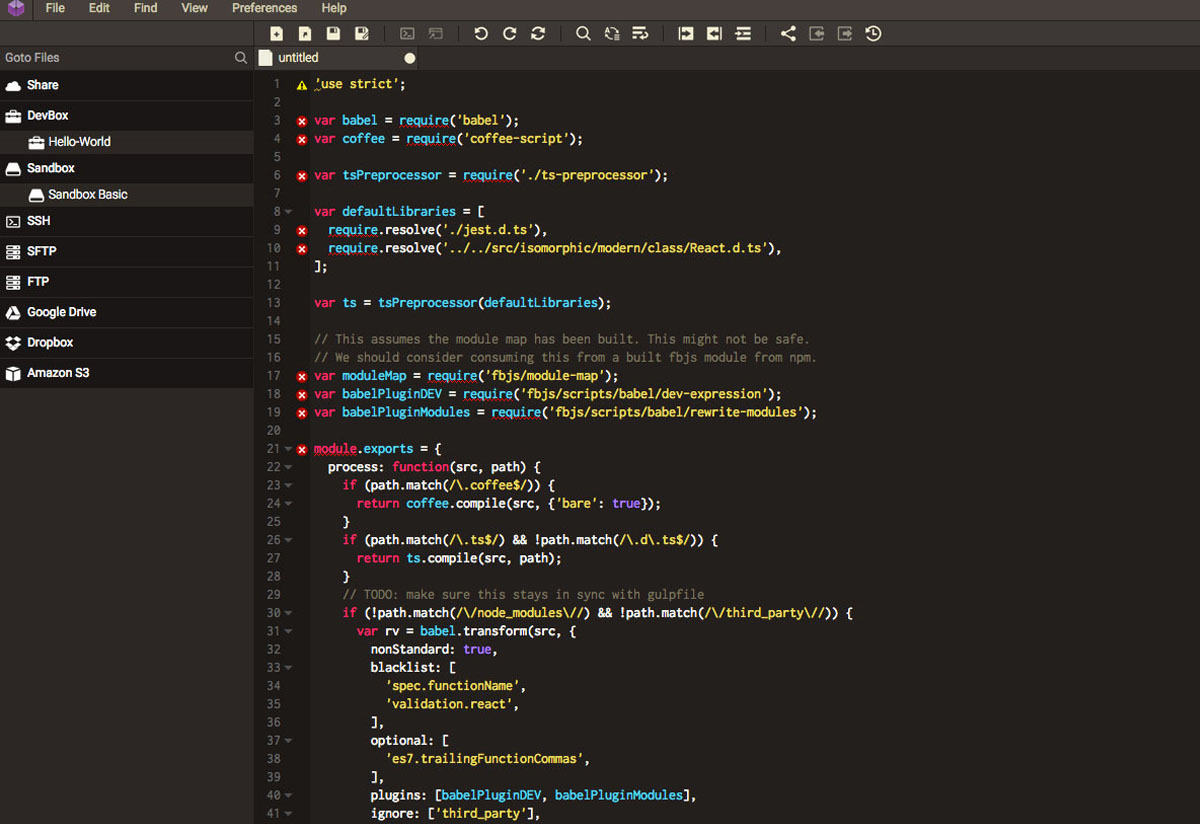 File Edit Find View Preferences Help
Goto Files
untitled
Share
DevBox
Hello-World
Sandbox
Sandbox Basic
SSH
SFTP
FTP
Google Drive
Dropbox
Amazon S3
1 'use strict';
2
3 var babel = require('babel');
4 var coffee = require('coffee-script');
5
6 var tsPreprocessor = require('./ts-preprocessor');
7
8 var defaultLibraries = [
9 require.resolve('./jest.d.ts'),
10 require.resolve('../../src/isomorphic/modern/class/React.d.ts'),
11 ];
12
13 var ts = tsPreprocessor(defaultLibraries);
14
15 // This assumes the module map has been built. This might not be safe.
16 // We should consider consuming this from a built fbjs module from npm.
17 var moduleMap = require('fbjs/module-map');
18 var babelPluginDEV = require('fbjs/scripts/babel/dev-expression');
19 var babelPluginModules = require('fbjs/scripts/babel/rewrite-modules');
20
21 module.exports = {
22 process: function(src, path) {
23 if (path.match(/\.coffee$/)) {
24 return coffee.compile(src, {'bare': true});
25 }
26 if (path.match(/\.ts$/) && !path.match(/\.d\.ts$/)) {
27 return ts.compile(src, path);
28 }
29 // TODO: make sure this stays in sync with gulpfile
30 if (!path.match(/\/node_modules\//) && !path.match(/\/third_party\//)) {
31 var rv = babel.transform(src, {
32 nonStandard: true,
33 blacklist: [
34 'spec.functionName',
35 'validation.react',
36 ],
37 optional: [
38 'es7.trailingFunctionCommas',
39 ],
40 plugins: [babelPluginDEV, babelPluginModules],
41 ignore: ['third_party'],